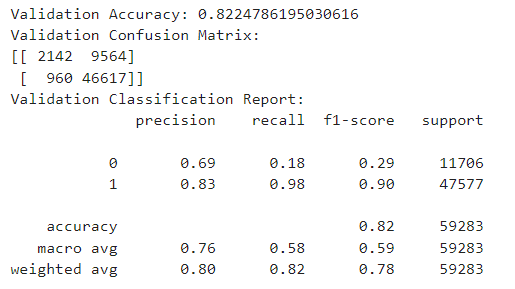 Validation Accuracy: 0.8224786195030616
Validation Confusion Matrix:
[[ 2142  9564]
 [  960 46617]]
Validation Classification Report:
              precision    recall  f1-score   support

           0       0.69      0.18      0.29     11706
           1       0.83      0.98      0.90     47577

    accuracy                           0.82     59283
   macro avg       0.76      0.58      0.59     59283
weighted avg       0.80      0.82      0.78     59283